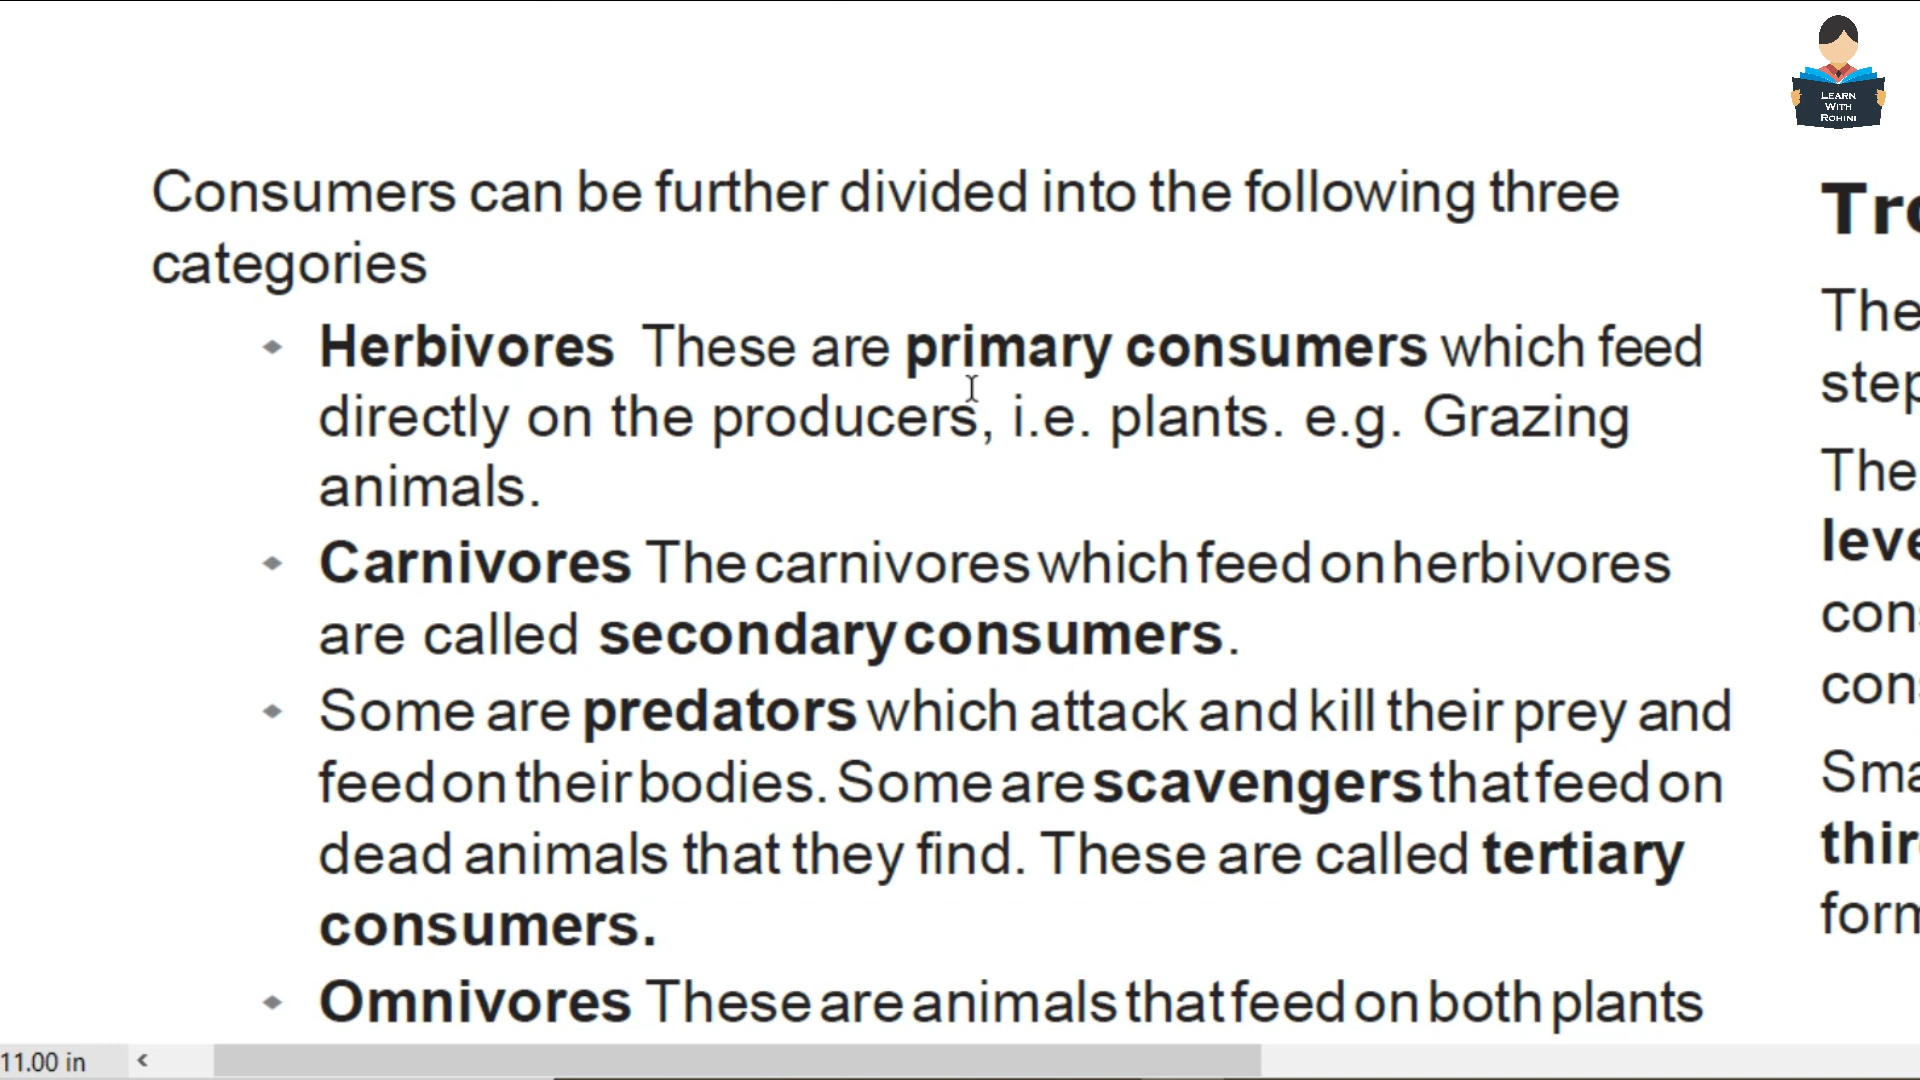 LEARN
WITH
ROHINI
Consumers can be further divided into the following three
categories
Herbivores These are primary consumers which feed
directly on the producers, i.e. plants. e.g. Grazing
animals.
Carnivores The carnivores which feed on herbivores
are called secondary consumers.
Some are predators which attack and kill their prey and
feed on their bodies. Some are scavengers that feed on
dead animals that they find. These are called tertiary
consumers.
Omnivores These are animals that feed on both plants
The
The
11.00 in